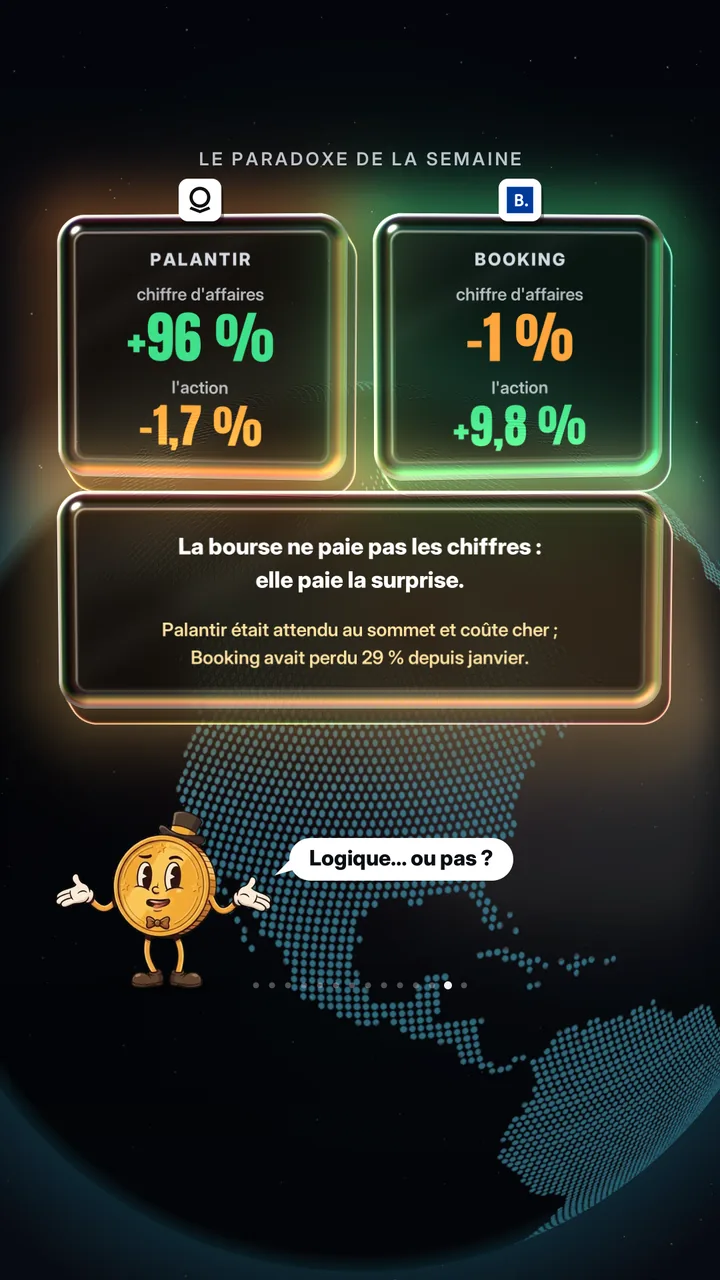 LE PARADOXE DE LA SEMAINE
B.
PALANTIR
chiffre d'affaires
+96 %
l'action
-1,7 %
BOOKING
chiffre d'affaires
-1 %
l'action
+9,8 %
La bourse ne paie pas les chiffres :
elle paie la surprise.
Palantir était attendu au sommet et coûte cher ;
Booking avait perdu 29 % depuis janvier.
Logique... ou pas ?